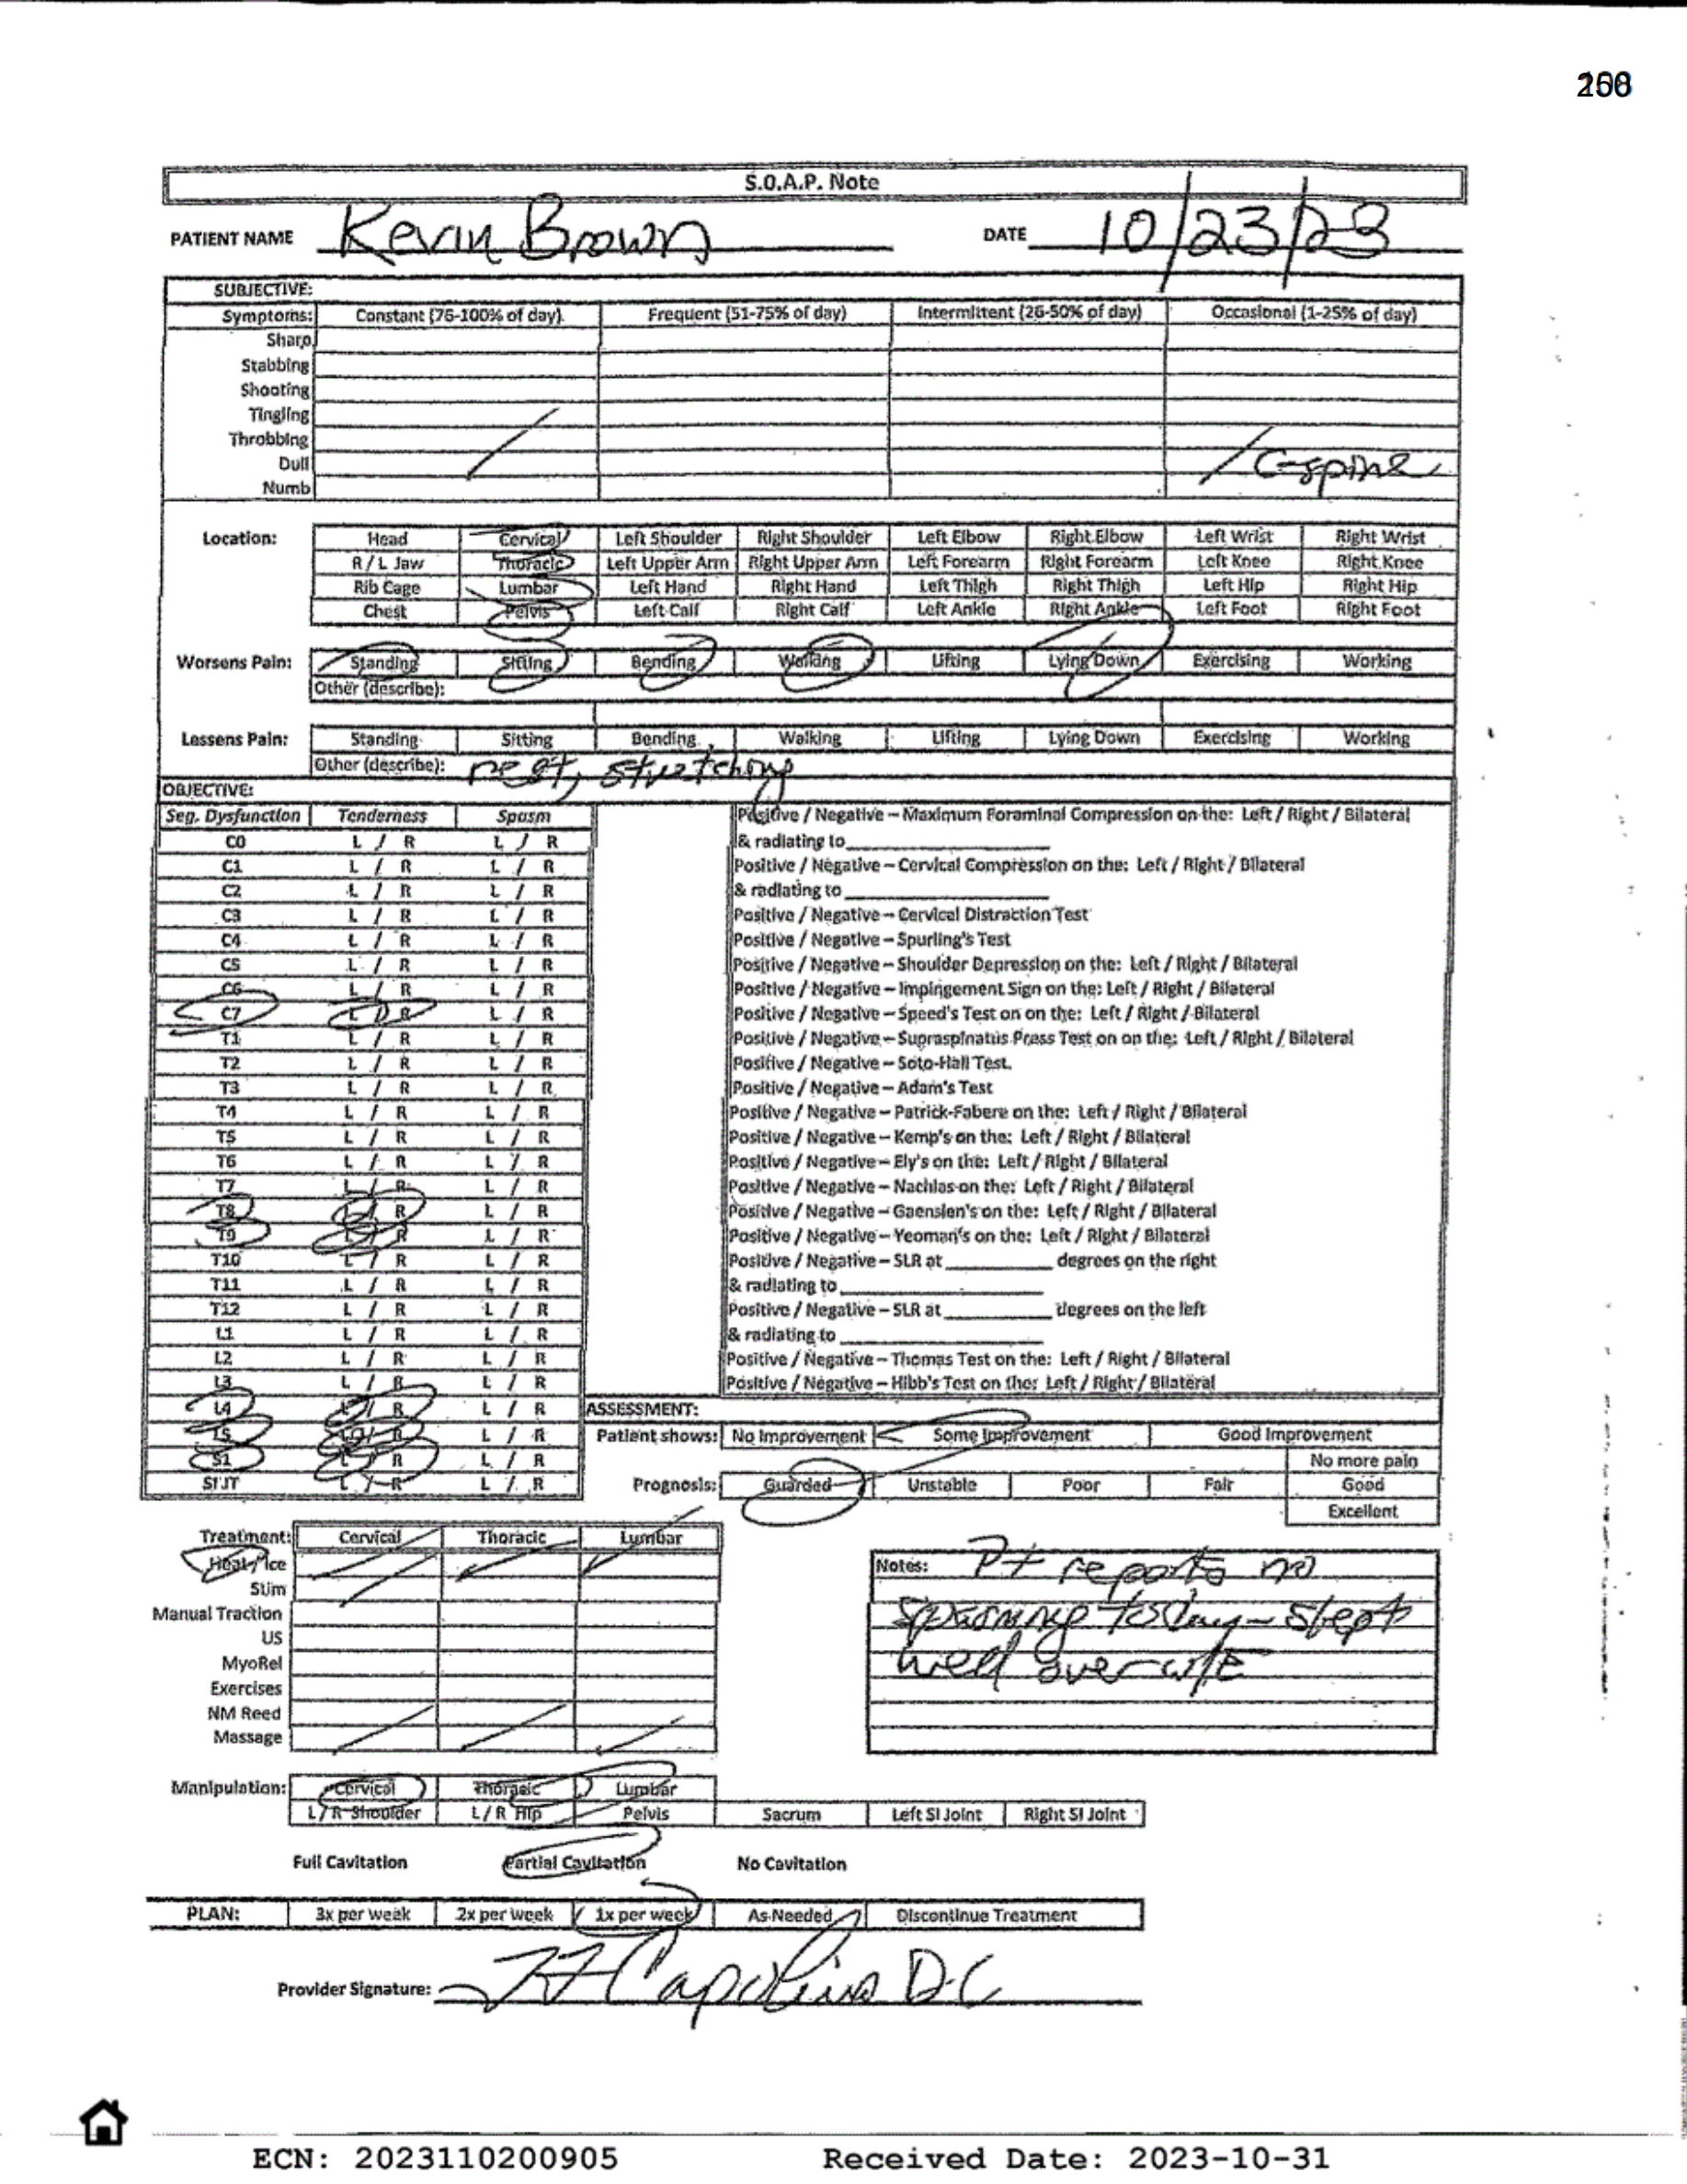 S.O.A.P. Note
PATIENT NAME Kevin Brown DATE 10/23/23
SUBJECTIVE:
Symptoms: Constant (76-100% of day) Frequent (51-75% of day) Intermittent (26-50% of day) Occasional (1-25% of day)
Sharp
Stabbing
Shooting
Tingling
Throbbing
Dull / / C-spine
Numb
Location: Head Cervical Left Shoulder Right Shoulder Left Elbow Right Elbow Left Wrist Right Wrist
R / L Jaw Thoracic Left Upper Arm Right Upper Arm Left Forearm Right Forearm Left Knee Right Knee
Rib Cage Lumbar Left Hand Right Hand Left Thigh Right Thigh Left Hip Right Hip
Chest Pelvis Left Calf Right Calf Left Ankle Right Ankle Left Foot Right Foot
Worsens Pain: Standing Sitting Bending Walking Lifting Lying Down Exercising Working
Other (describe):
Lessens Pain: Standing Sitting Bending Walking Lifting Lying Down Exercising Working
Other (describe): rest, stretching
OBJECTIVE:
Seg. Dysfunction Tenderness Spasm Positive / Negative – Maximum Foraminal Compression on the: Left / Right / Bilateral
C0 L / R L / R & radiating to
C1 L / R L / R Positive / Negative – Cervical Compression on the: Left / Right / Bilateral
C2 L / R L / R & radiating to
C3 L / R L / R Positive / Negative – Cervical Distraction Test
C4 L / R L / R Positive / Negative – Spurling's Test
C5 L / R L / R Positive / Negative – Shoulder Depression on the: Left / Right / Bilateral
C6 L / R L / R Positive / Negative – Impingement Sign on the: Left / Right / Bilateral
C7 L / R L / R Positive / Negative – Speed's Test on on the: Left / Right / Bilateral
T1 L / R L / R Positive / Negative – Supraspinatus Press Test on on the: Left / Right / Bilateral
T2 L / R L / R Positive / Negative – Soto-Hall Test.
T3 L / R L / R Positive / Negative – Adam's Test
T4 L / R L / R Positive / Negative – Patrick-Fabere on the: Left / Right / Bilateral
T5 L / R L / R Positive / Negative – Kemp's on the: Left / Right / Bilateral
T6 L / R L / R Positive / Negative – Ely's on the: Left / Right / Bilateral
T7 L / R L / R Positive / Negative – Nachlas on the: Left / Right / Bilateral
T8 L / R L / R Positive / Negative – Gaenslen's on the: Left / Right / Bilateral
T9 L / R L / R Positive / Negative – Yeoman's on the: Left / Right / Bilateral
T10 L / R L / R Positive / Negative – SLR at degrees on the right
T11 L / R L / R & radiating to
T12 L / R L / R Positive / Negative – SLR at degrees on the left
L1 L / R L / R & radiating to
L2 L / R L / R Positive / Negative – Thomas Test on the: Left / Right / Bilateral
L3 L / R L / R Positive / Negative – Hibb's Test on the: Left / Right / Bilateral
L4 L / R L / R ASSESSMENT:
L5 L / R L / R Patient shows: No Improvement Some Improvement Good Improvement
S1 L / R L / R No more pain
SI JT L / R L / R Prognosis: Guarded Unstable Poor Fair Good
Excellent
Treatment: Cervical Thoracic Lumbar
Heat / Ice
Stim
Manual Traction
US
MyoRel
Exercises
NM Reed
Massage
Notes: Pt reports no
spasming today – slept
well over w/E
Manipulation: Cervical Thoracic Lumbar
L / R Shoulder L / R Hip Pelvis Sacrum Left SI Joint Right SI Joint
Full Cavitation Partial Cavitation No Cavitation
PLAN: 3x per week 2x per week 1x per week As Needed Discontinue Treatment
Provider Signature: D.C
ECN: 2023110200905 Received Date: 2023-10-31